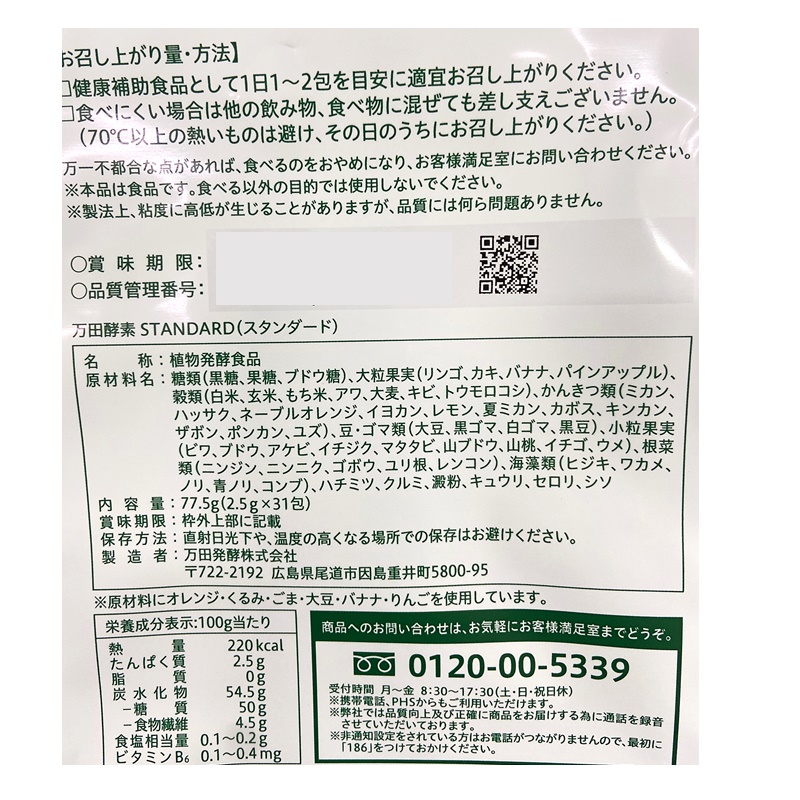 お召し上がり量・方法】
□健康補助食品として1日1〜2包を目安に適宜お召し上がりください。
□食べにくい場合は他の飲み物、食べ物に混ぜても差し支えございません。
(70℃以上の熱いものは避け、その日のうちにお召し上がりください。)
万一不都合な点があれば、食べるのをおやめになり、お客様満足室にお問い合わせください。
※本品は食品です。食べる以外の目的では使用しないでください。
※製法上、粘度に高低が生じることがありますが、品質には何ら問題ありません。
○賞味期限:
○品質管理番号:
万田酵素 STANDARD(スタンダード)
名称:植物発酵食品
原材料名:糖類(黒糖、果糖、ブドウ糖)、大粒果実(リンゴ、カキ、バナナ、パインアップル)、
穀類(白米、玄米、もち米、アワ、大麦、キビ、トウモロコシ)、かんきつ類(ミカン、
ハッサク、ネーブルオレンジ、イヨカン、レモン、夏ミカン、カボス、キンカン、
ザボン、ポンカン、ユズ)、豆・ゴマ類(大豆、黒ゴマ、白ゴマ、黒豆)、小粒果実
(ビワ、ブドウ、アケビ、イチジク、マタタビ、山ブドウ、山桃、イチゴ、ウメ)、根菜
類(ニンジン、ニンニク、ゴボウ、ユリ根、レンコン)、海藻類(ヒジキ、ワカメ、
ノリ、青ノリ、コンブ)、ハチミツ、クルミ、澱粉、キュウリ、セロリ、シソ
内容量:77.5g(2.5g×31包)
賞味期限:枠外上部に記載
保存方法:直射日光下や、温度の高くなる場所での保存はお避けください。
製造者:万田発酵株式会社
〒722-2192 広島県尾道市因島重井町5800-95
※原材料にオレンジ・くるみ・ごま・大豆・バナナ・りんごを使用しています。
栄養成分表示:100g当たり
熱量 220kcal
たんぱく質 2.5g
脂質 0g
炭水化物 54.5g
−糖質 50g
−食物繊維 4.5g
食塩相当量 0.1〜0.2g
ビタミンB6 0.1〜0.4mg
商品へのお問い合わせは、お気軽にお客様満足室までどうぞ。
0120-00-5339
受付時間 月〜金 8:30〜17:30(土・日・祝日休)
※携帯電話、PHSからもご利用いただけます。
※弊社では品質向上及び正確に商品をお届けする為に通話を録音
させていただいております。
※非通知設定をされている方はお電話がつながりませんので、最初に
「186」をつけておかけください。